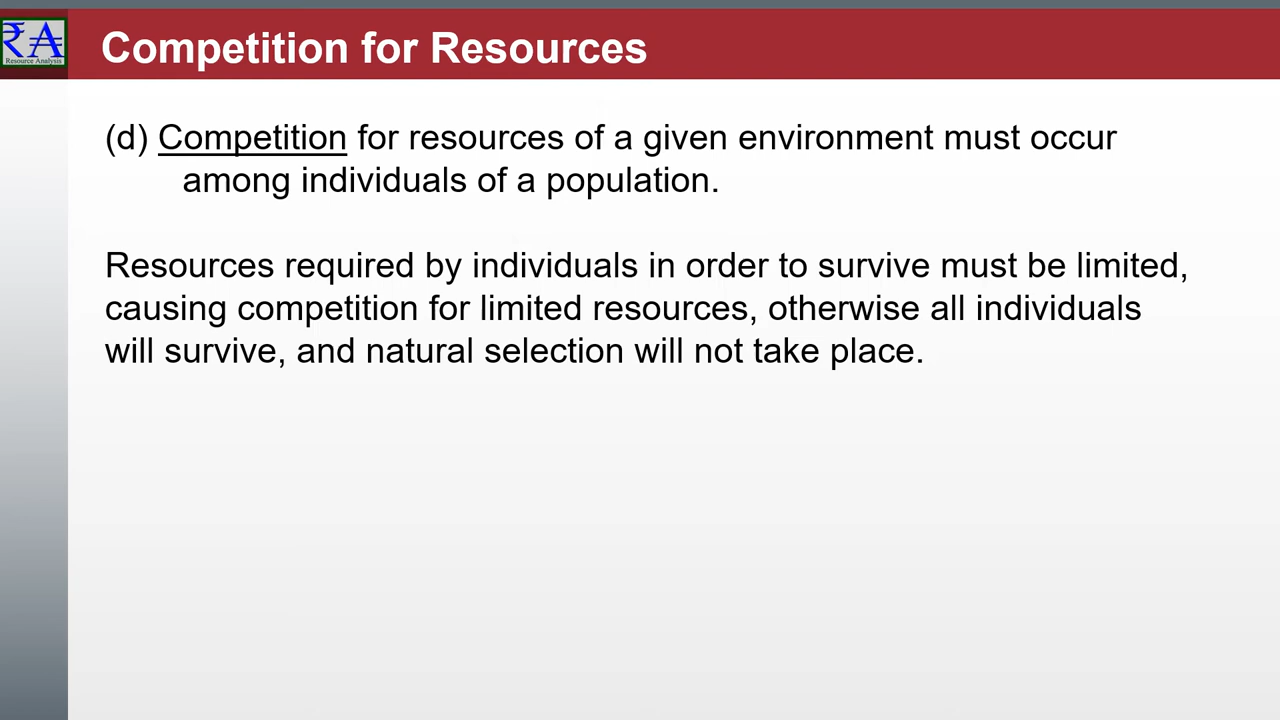 ₹A
Resource Analysis
Competition for Resources
(d) Competition for resources of a given environment must occur
among individuals of a population.
Resources required by individuals in order to survive must be limited,
causing competition for limited resources, otherwise all individuals
will survive, and natural selection will not take place.